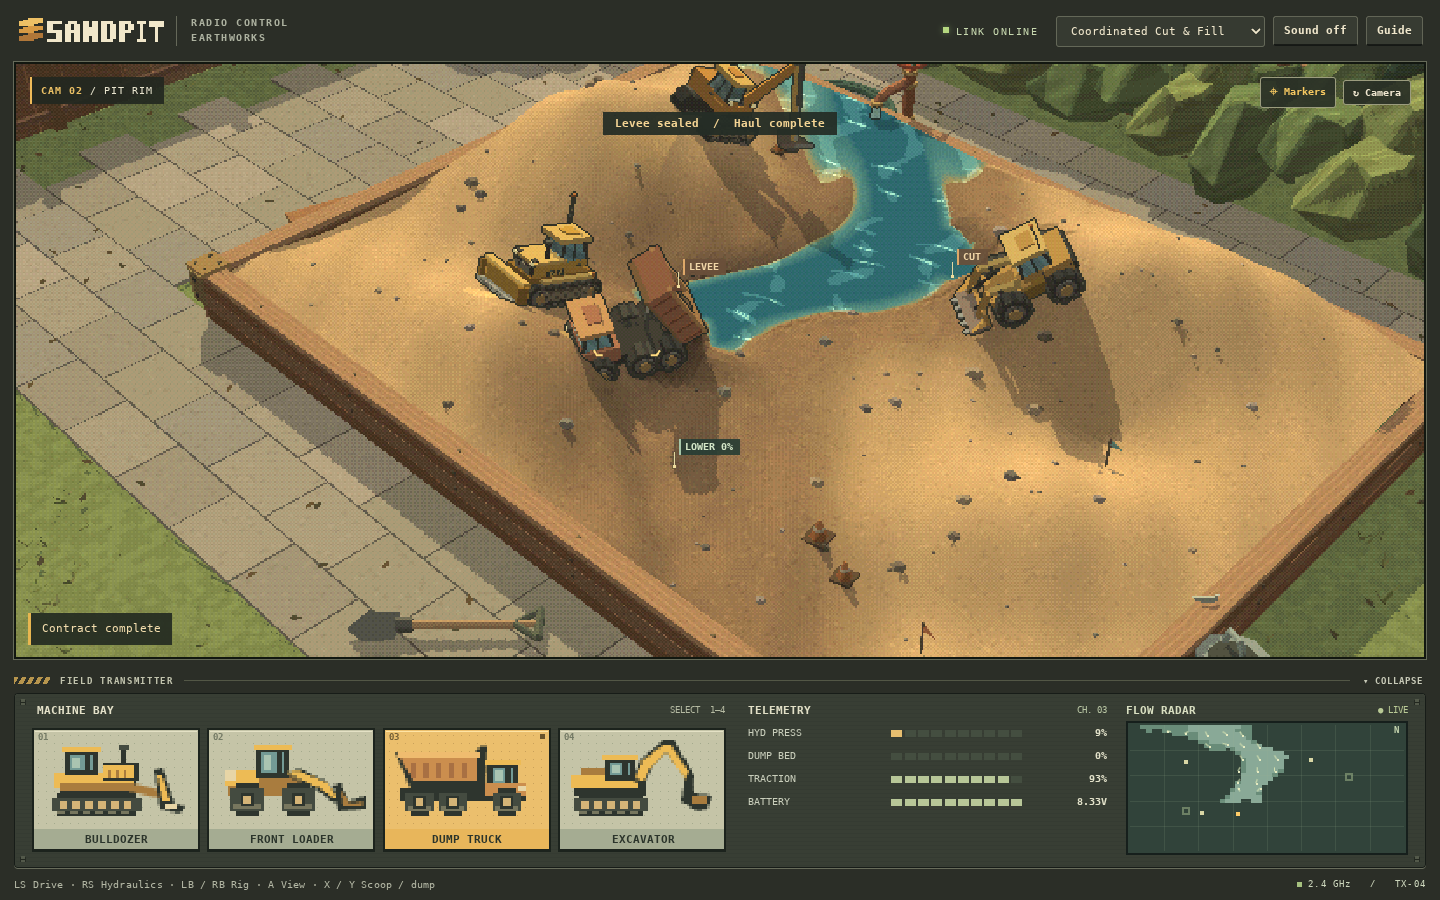 SANDPIT
RADIO CONTROL
EARTHWORKS
LINK ONLINE
Coordinated Cut & Fill
Sound off
Guide
CAM 02 / PIT RIM
Markers
Camera
Levee sealed / Haul complete
LEVEE
CUT
LOWER 0%
Contract complete
FIELD TRANSMITTER
COLLAPSE
MACHINE BAY
SELECT 1—4
01
BULLDOZER
02
FRONT LOADER
03
DUMP TRUCK
04
EXCAVATOR
TELEMETRY
CH. 03
HYD PRESS 9%
DUMP BED 0%
TRACTION 93%
BATTERY 8.33V
FLOW RADAR
LIVE
N
LS Drive · RS Hydraulics · LB / RB Rig · A View · X / Y Scoop / dump
2.4 GHz / TX-04